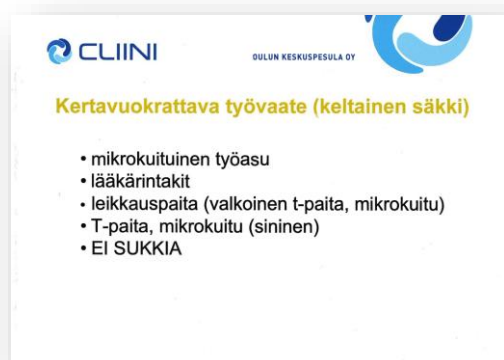 CLIINI
OULUN KESKUSPESULA OY
Kertavuokrattava työvaate (keltainen säkki)
• mikrokuituinen työasu
• lääkärintakit
• leikkauspaita (valkoinen t-paita, mikrokuitu)
• T-paita, mikrokuitu (sininen)
• EI SUKKIA